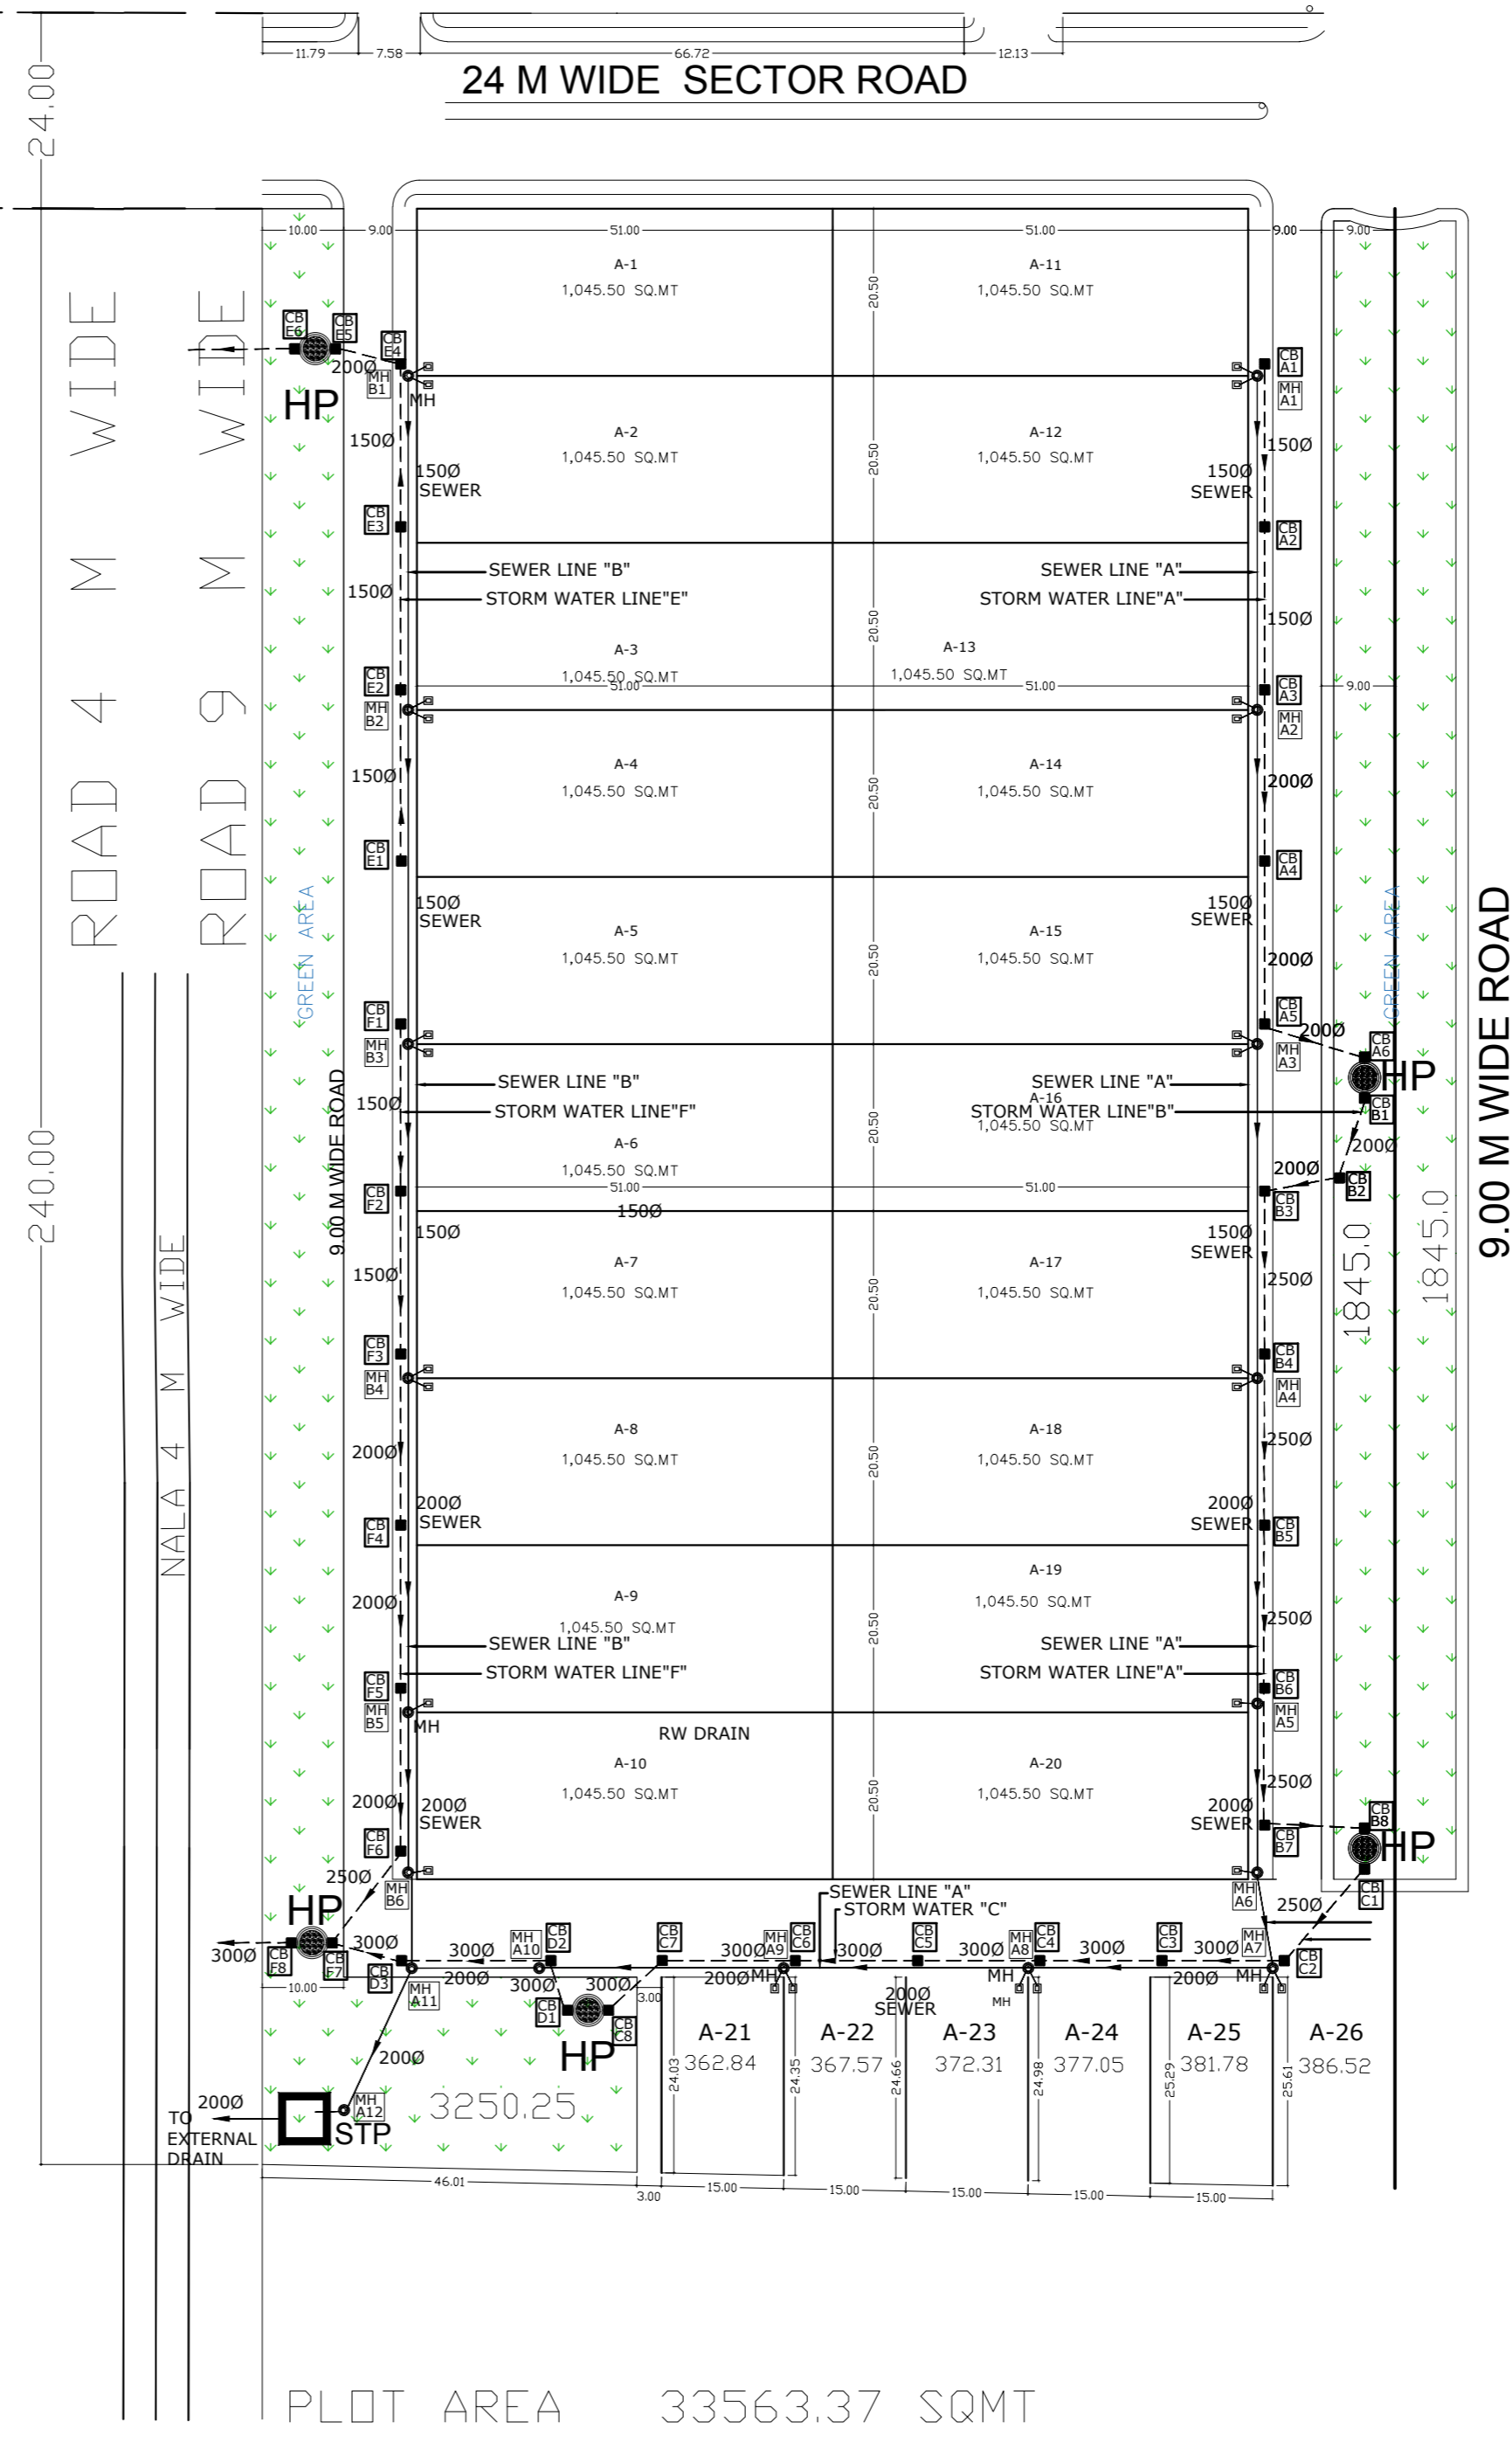 11.79
7.58
66.72
12.13
24 M WIDE  SECTOR ROAD
24.00
10.00
9.00
51.00
51.00
9.00
9.00
A-1
1,045.50 SQ.MT
20.50
A-11
1,045.50 SQ.MT
CB
E6
CB
E5
CB
E4
200Ø
HP
MH
B1
MH
CB
A1
MH
A1
ROAD 4 M WIDE
ROAD 9 M WIDE
150Ø
A-2
1,045.50 SQ.MT
20.50
A-12
1,045.50 SQ.MT
150Ø
150Ø
SEWER
150Ø
SEWER
CB
E3
CB
A2
SEWER LINE "B"
SEWER LINE "A"
150Ø
STORM WATER LINE"E"
STORM WATER LINE"A"
150Ø
20.50
A-3
1,045.50 SQ.MT
51.00
A-13
1,045.50 SQ.MT
51.00
9.00
CB
E2
MH
B2
CB
A3
MH
A2
150Ø
A-4
1,045.50 SQ.MT
20.50
A-14
1,045.50 SQ.MT
200Ø
CB
E1
CB
A4
GREEN AREA
GREEN AREA
150Ø
SEWER
150Ø
SEWER
A-5
1,045.50 SQ.MT
20.50
A-15
1,045.50 SQ.MT
200Ø
9.00 M WIDE ROAD
CB
F1
MH
B3
CB
A5
200Ø
MH
A3
CB
A6
HP
CB
B1
9.00 M WIDE ROAD
SEWER LINE "B"
SEWER LINE "A"
150Ø
STORM WATER LINE"F"
A-16
STORM WATER LINE"B"
1,045.50 SQ.MT
20.50
A-6
1,045.50 SQ.MT
51.00
51.00
150Ø
200Ø
200Ø
CB
B2
CB
F2
CB
B3
240.00
NALA 4 M WIDE
1845.0
1845.0
150Ø
150Ø
SEWER
150Ø
A-7
1,045.50 SQ.MT
20.50
A-17
1,045.50 SQ.MT
250Ø
CB
F3
MH
B4
CB
B4
MH
A4
200Ø
A-8
1,045.50 SQ.MT
20.50
A-18
1,045.50 SQ.MT
250Ø
200Ø
SEWER
200Ø
SEWER
CB
F4
CB
B5
A-19
1,045.50 SQ.MT
200Ø
A-9
1,045.50 SQ.MT
20.50
250Ø
SEWER LINE "B"
SEWER LINE "A"
STORM WATER LINE"F"
STORM WATER LINE"A"
CB
F5
MH
B5
MH
CB
B6
MH
A5
RW DRAIN
A-10
1,045.50 SQ.MT
20.50
A-20
1,045.50 SQ.MT
200Ø
200Ø
SEWER
200Ø
SEWER
250Ø
CB
F6
CB
B7
CB
B8
HP
CB
C1
250Ø
MH
B6
SEWER LINE "A"
STORM WATER "C"
MH
A6
250Ø
HP
300Ø
CB
F8
CB
F7
300Ø
CB
D3
300Ø
MH
A10
CB
D2
CB
C7
300Ø
MH
A9
CB
C6
300Ø
CB
C5
300Ø
MH
A8
CB
C4
300Ø
CB
C3
300Ø
MH
A7
CB
C2
10.00
MH
A11
200Ø
300Ø
300Ø
3.00
200Ø
MH
200Ø
SEWER
MH
MH
200Ø
MH
CB
D1
CB
C8
HP
200Ø
A-21
362.84
A-22
367.57
A-23
372.31
A-24
377.05
A-25
381.78
A-26
386.52
24.03
24.35
24.66
24.98
25.29
25.61
MH
A12
3250.25
STP
200Ø
TO
EXTERNAL
DRAIN
46.01
3.00
15.00
15.00
15.00
15.00
15.00
PLOT AREA    33563.37 SQMT